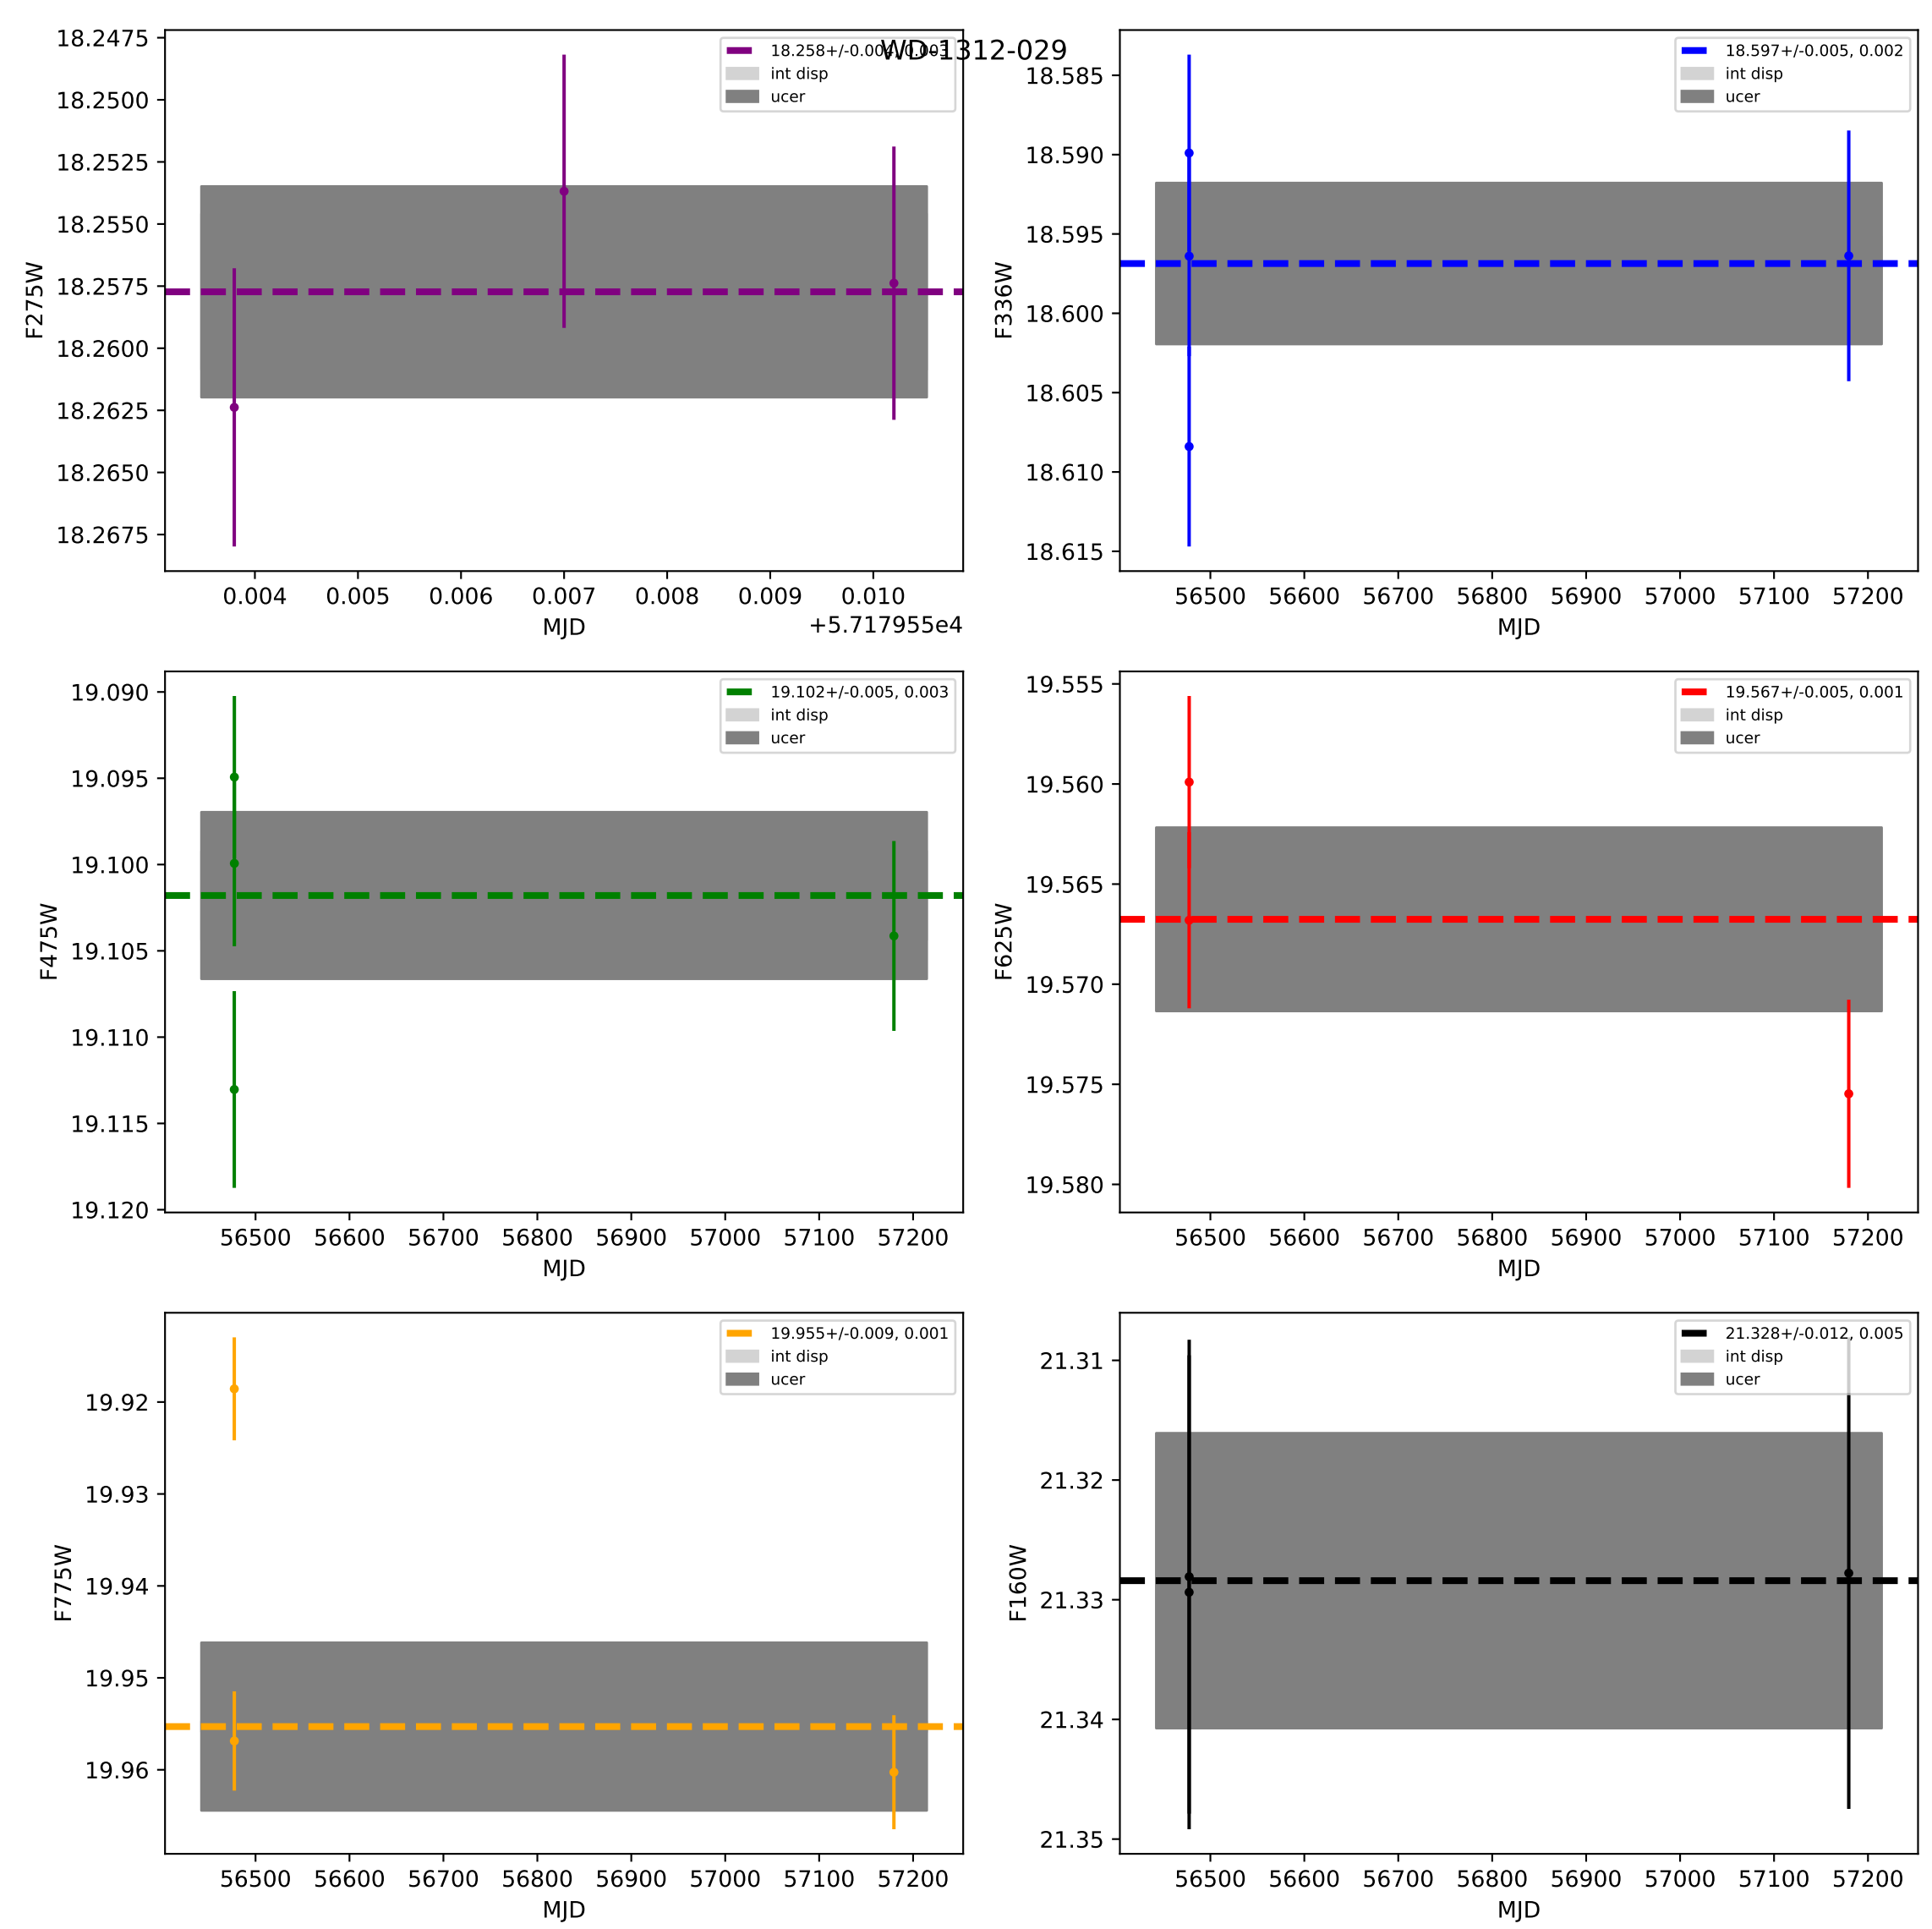 WD-1312-029
18.2475
18.2500
18.2525
18.2550
18.2575
18.2600
18.2625
18.2650
18.2675
F275W
18.258+/-0.004, 0.003
int disp
ucer
0.004 0.005 0.006 0.007 0.008 0.009 0.010
+5.717955e4
MJD
18.585
18.590
18.595
18.600
18.605
18.610
18.615
F336W
18.597+/-0.005, 0.002
int disp
ucer
56500 56600 56700 56800 56900 57000 57100 57200
MJD
19.090
19.095
19.100
19.105
19.110
19.115
19.120
F475W
19.102+/-0.005, 0.003
int disp
ucer
56500 56600 56700 56800 56900 57000 57100 57200
MJD
19.555
19.560
19.565
19.570
19.575
19.580
F625W
19.567+/-0.005, 0.001
int disp
ucer
56500 56600 56700 56800 56900 57000 57100 57200
MJD
19.92
19.93
19.94
19.95
19.96
F775W
19.955+/-0.009, 0.001
int disp
ucer
56500 56600 56700 56800 56900 57000 57100 57200
MJD
21.31
21.32
21.33
21.34
21.35
F160W
21.328+/-0.012, 0.005
int disp
ucer
56500 56600 56700 56800 56900 57000 57100 57200
MJD